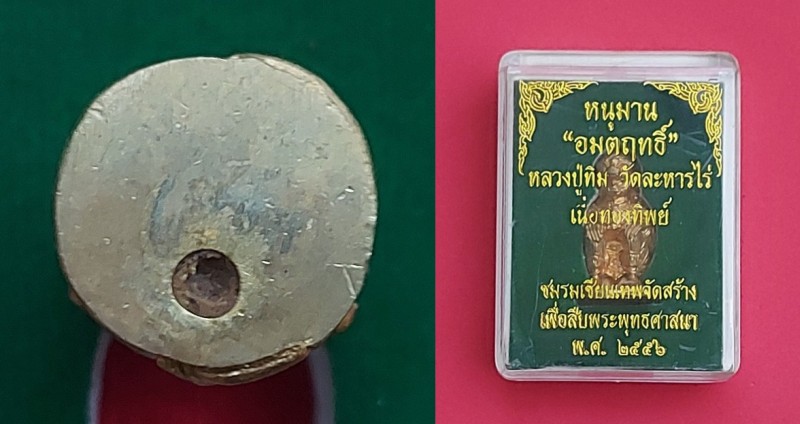 หนุมาน
“อมตฤทธิ์”
หลวงปู่ทิม วัดละหารไร่
เนื้อทองทิพย์
ชมรมเซียนเทพจัดสร้าง
เพื่อสืบพระพุทธศาสนา
พ.ศ. ๒๕๕๖